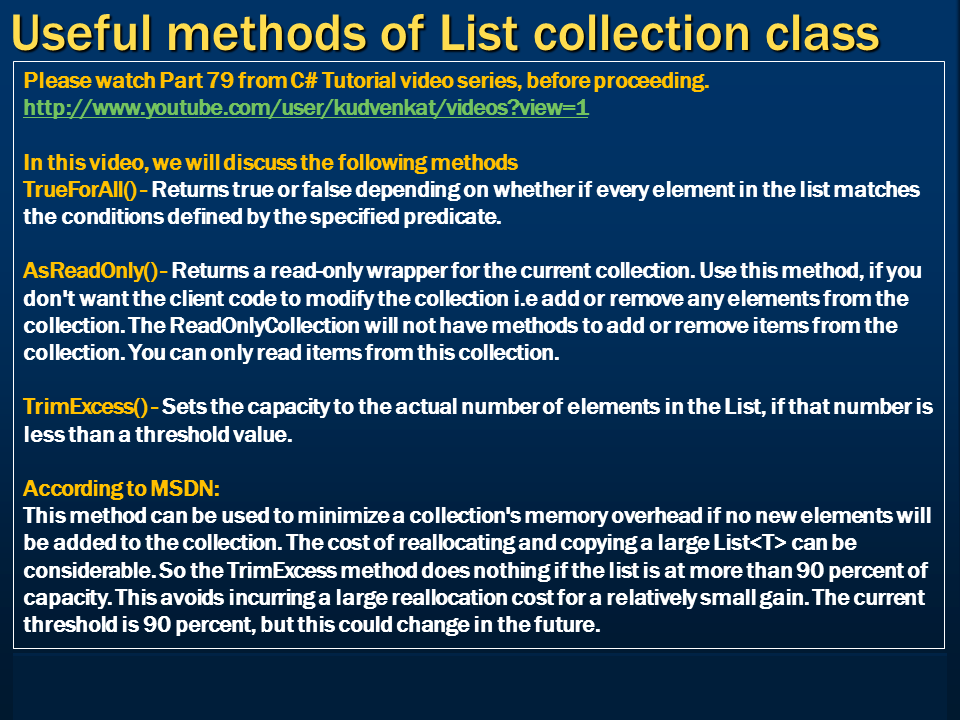 Useful methods of List collection class
Please watch Part 79 from C# Tutorial video series, before proceeding.
http://www.youtube.com/user/kudvenkat/videos?view=1
In this video, we will discuss the following methods
TrueForAll() - Returns true or false depending on whether if every element in the list matches
the conditions defined by the specified predicate.
AsReadOnly() - Returns a read-only wrapper for the current collection. Use this method, if you
don't want the client code to modify the collection i.e add or remove any elements from the
collection. The ReadOnlyCollection will not have methods to add or remove items from the
collection. You can only read items from this collection.
TrimExcess() - Sets the capacity to the actual number of elements in the List, if that number is
less than a threshold value.
According to MSDN:
This method can be used to minimize a collection's memory overhead if no new elements will
be added to the collection. The cost of reallocating and copying a large List<T> can be
considerable. So the TrimExcess method does nothing if the list is at more than 90 percent of
capacity. This avoids incurring a large reallocation cost for a relatively small gain. The current
threshold is 90 percent, but this could change in the future.